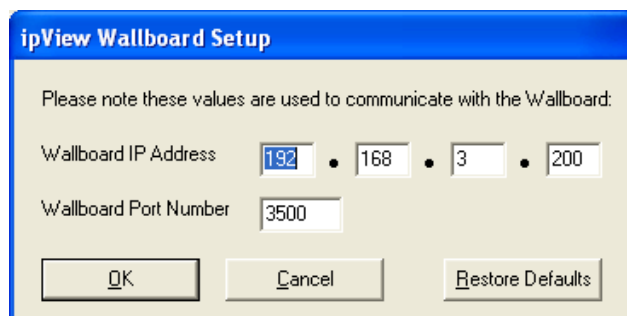 ipView Wallboard Setup
Please note these values are used to communicate with the Wallboard:
Wallboard IP Address 192 . 168 . 3 . 200
Wallboard Port Number 3500
OK Cancel Restore Defaults